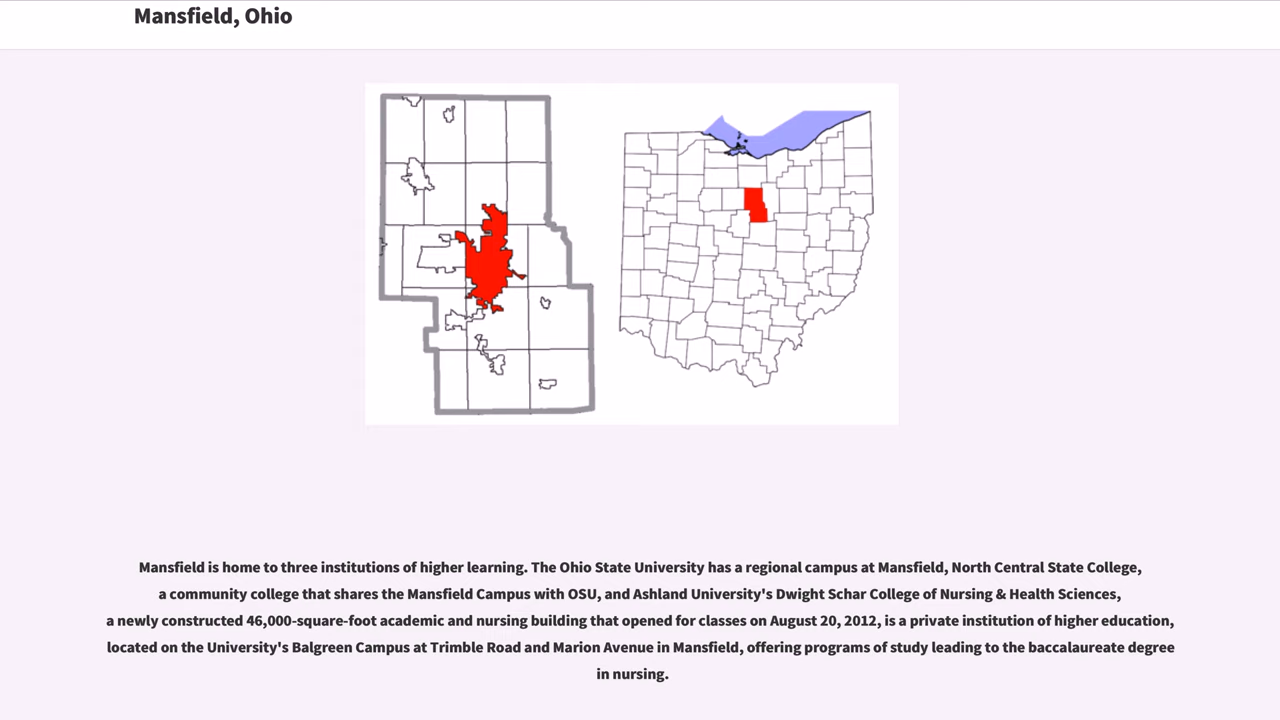 Mansfield, Ohio
Mansfield is home to three institutions of higher learning. The Ohio State University has a regional campus at Mansfield, North Central State College,
a community college that shares the Mansfield Campus with OSU, and Ashland University's Dwight Schar College of Nursing & Health Sciences,
a newly constructed 46,000-square-foot academic and nursing building that opened for classes on August 20, 2012, is a private institution of higher education,
located on the University's Balgreen Campus at Trimble Road and Marion Avenue in Mansfield, offering programs of study leading to the baccalaureate degree
in nursing.